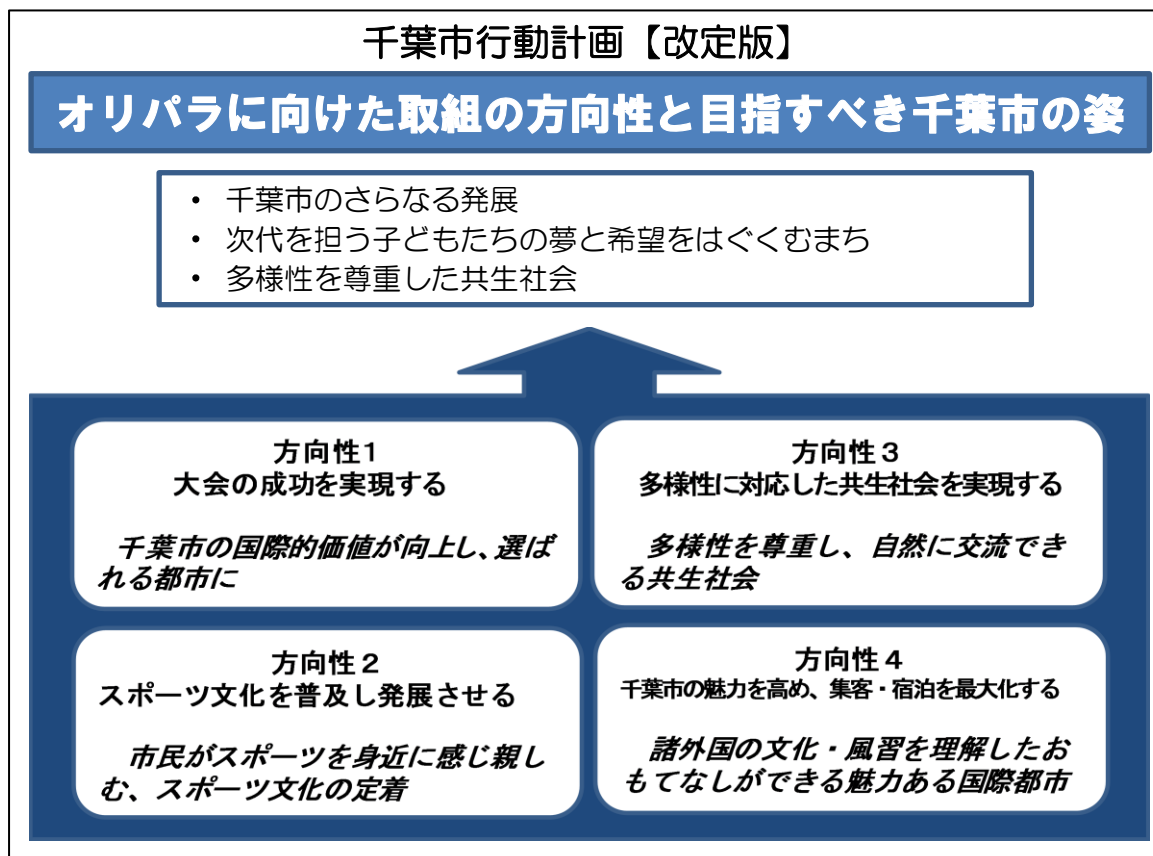 千葉市行動計画【改定版】
オリパラに向けた取組の方向性と目指すべき千葉市の姿
• 千葉市のさらなる発展
• 次代を担う子どもたちの夢と希望をはぐくむまち
• 多様性を尊重した共生社会
方向性1
大会の成功を実現する
千葉市の国際的価値が向上し、選ば
れる都市に
方向性2
スポーツ文化を普及し発展させる
市民がスポーツを身近に感じ親し
む、スポーツ文化の定着
方向性3
多様性に対応した共生社会を実現する
多様性を尊重し、自然に交流でき
る共生社会
方向性4
千葉市の魅力を高め、集客・宿泊を最大化する
諸外国の文化・風習を理解したお
もてなしができる魅力ある国際都市